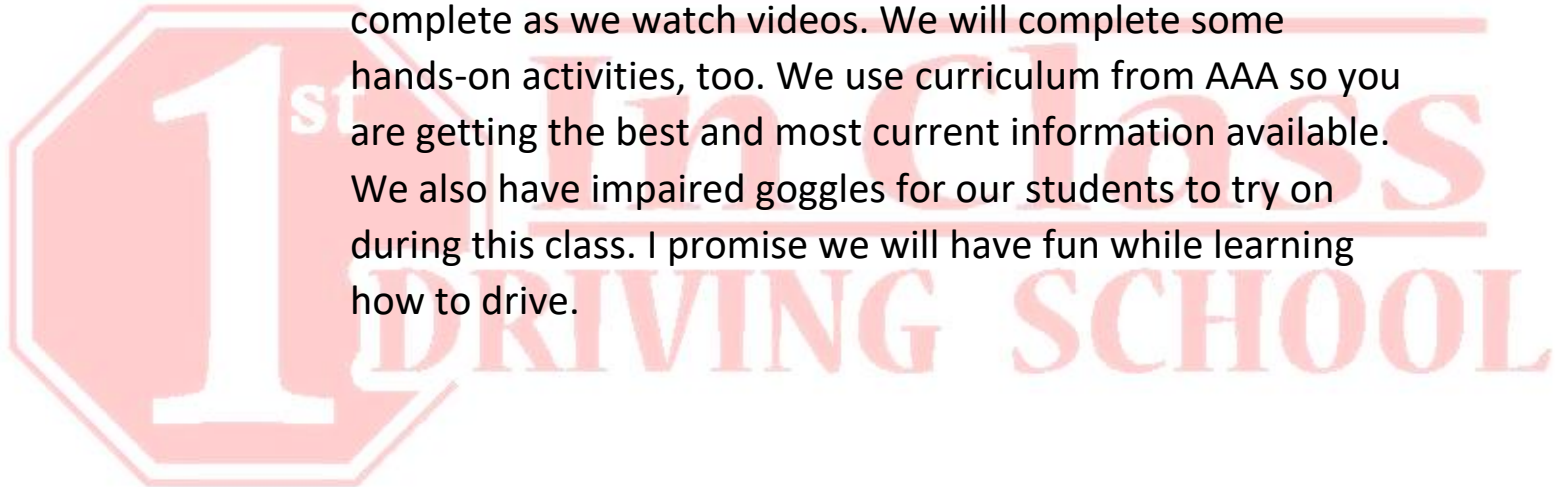 complete as we watch videos. We will complete some
hands-on activities, too. We use curriculum from AAA so you
are getting the best and most current information available.
We also have impaired goggles for our students to try on
during this class. I promise we will have fun while learning
how to drive.
1st In Class
DRIVING SCHOOL